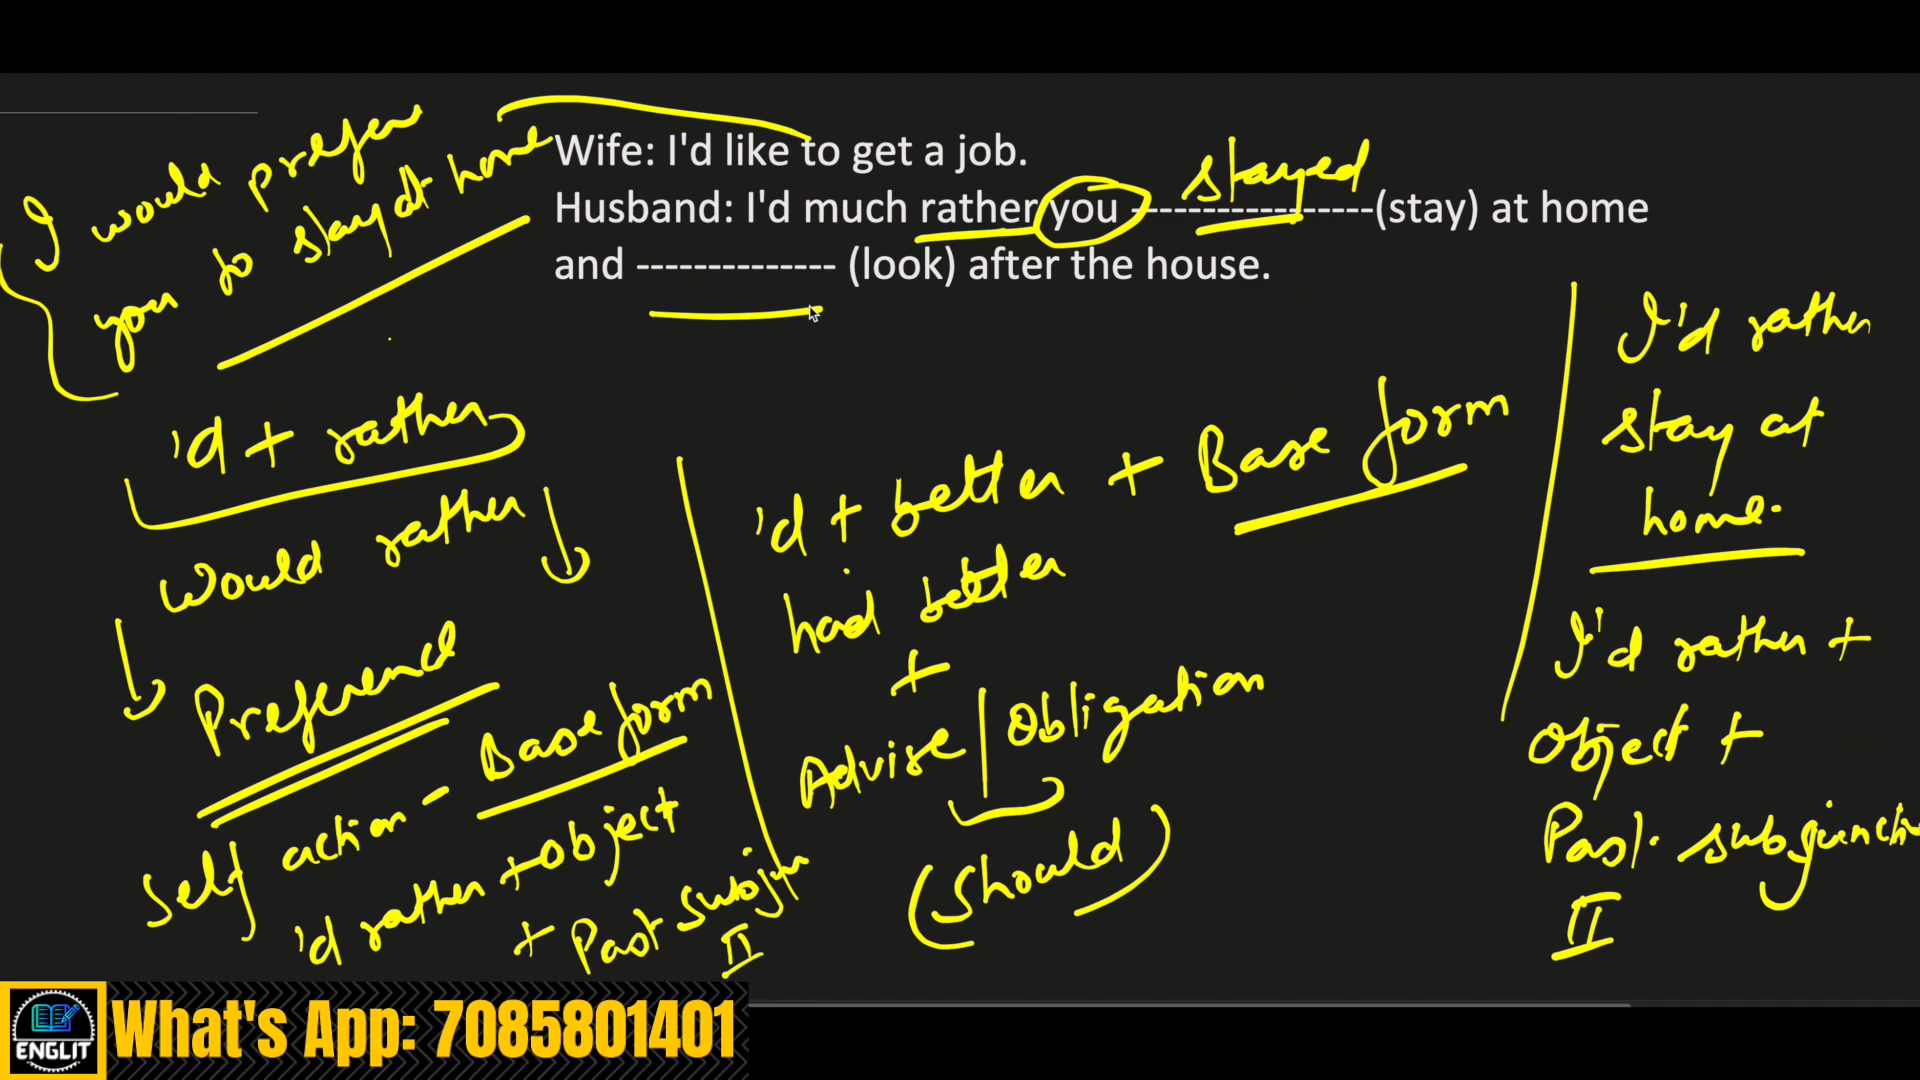 Wife: I'd like to get a job.
stayed
Husband: I'd much rather you -----------------(stay) at home
and -------------- (look) after the house.
I would prefer
you to stay at home
'd + rather
would rather
Preference
Self action - Base form
'd rather + object
+ Past Subjun
II
'd + better + Base form
had better
+
Advise | Obligation
(Should)
I'd rather
stay at
home.
I'd rather +
Object +
Past. subjunctiv
II
ENGLIT
What's App: 7085801401